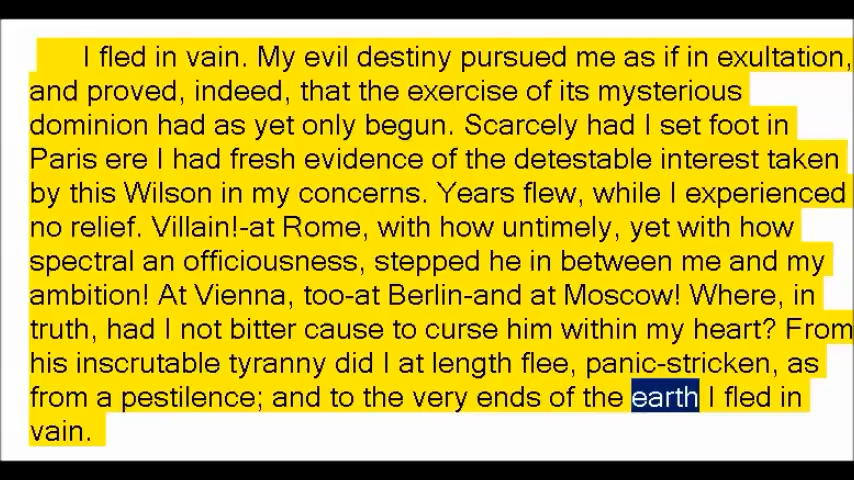 I fled in vain. My evil destiny pursued me as if in exultation,
and proved, indeed, that the exercise of its mysterious
dominion had as yet only begun. Scarcely had I set foot in
Paris ere I had fresh evidence of the detestable interest taken
by this Wilson in my concerns. Years flew, while I experienced
no relief. Villain!-at Rome, with how untimely, yet with how
spectral an officiousness, stepped he in between me and my
ambition! At Vienna, too-at Berlin-and at Moscow! Where, in
truth, had I not bitter cause to curse him within my heart? From
his inscrutable tyranny did I at length flee, panic-stricken, as
from a pestilence; and to the very ends of the earth I fled in
vain.